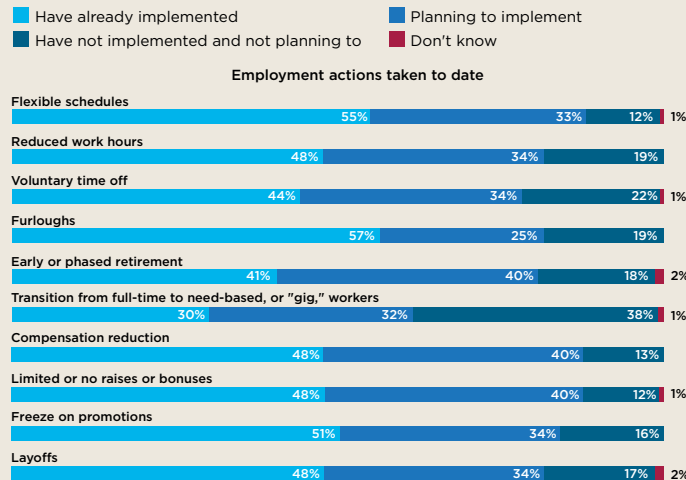 Have already implemented Planning to implement
Have not implemented and not planning to Don't know
Employment actions taken to date
Flexible schedules
55% 33% 12% 1%
Reduced work hours
48% 34% 19%
Voluntary time off
44% 34% 22% 1%
Furloughs
57% 25% 19%
Early or phased retirement
41% 40% 18% 2%
Transition from full-time to need-based, or "gig," workers
30% 32% 38% 1%
Compensation reduction
48% 40% 13%
Limited or no raises or bonuses
48% 40% 12% 1%
Freeze on promotions
51% 34% 16%
Layoffs
48% 34% 17% 2%